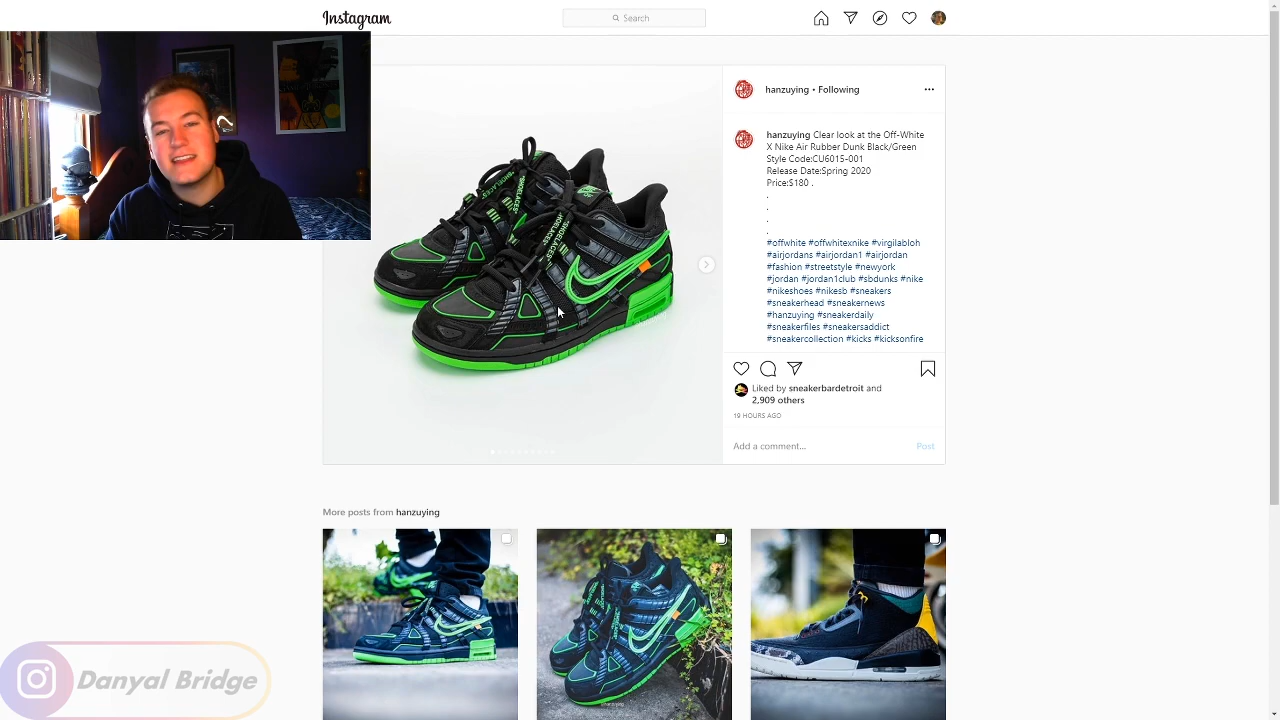 Instagram
Search
hanzuying • Following
hanzuying Clear look at the Off-White
X Nike Air Rubber Dunk Black/Green
Style Code:CU6015-001
Release Date:Spring 2020
Price:$180 .
.
.
.
.
#offwhite #offwhitexnike #virgilabloh
#airjordans #airjordan1 #airjordan
#fashion #streetstyle #newyork
#jordan #jordan1club #sbdunks #nike
#nikeshoes #nikesb #sneakers
#sneakerhead #sneakernews
#hanzuying #sneakerdaily
#sneakerfiles #sneakersaddict
#sneakercollection #kicks #kicksonfire
Liked by sneakerbardetroit and
2,909 others
19 HOURS AGO
Add a comment...
Post
"SHOELACES"
"SHOELACES"
More posts from hanzuying
Danyal Bridge